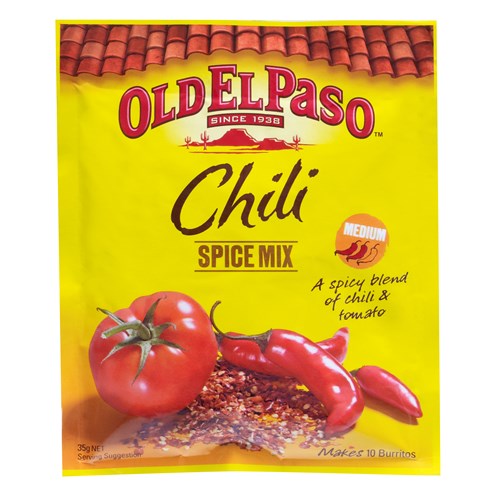 OLD EL PASO
SINCE 1938
™
Chili
SPICE MIX
MEDIUM
A spicy blend
of chili &
tomato
35g NET
Serving Suggestion
Makes 10 Burritos